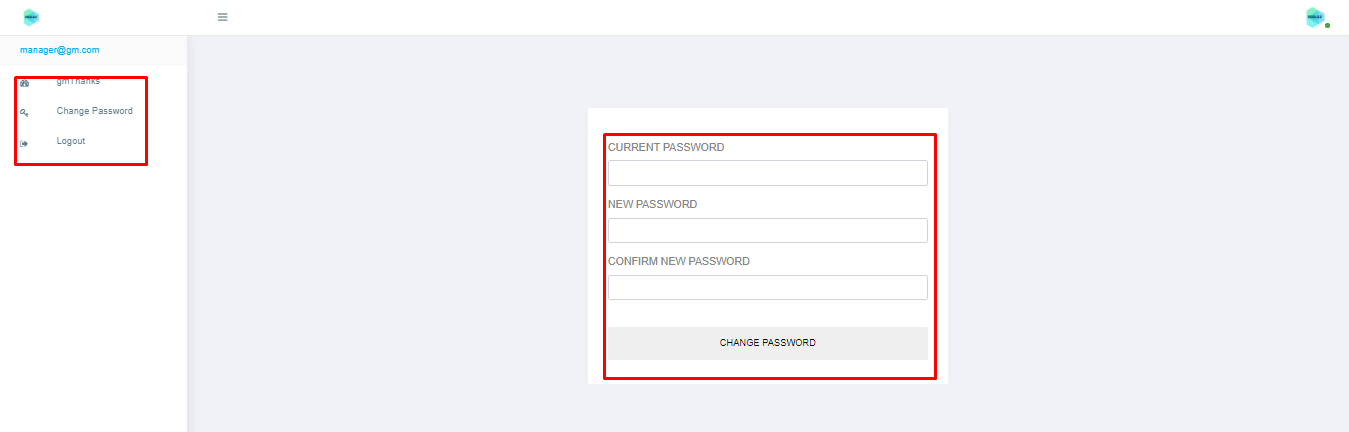 manager@gm.com
gmThanks
Change Password
Logout
CURRENT PASSWORD
NEW PASSWORD
CONFIRM NEW PASSWORD
CHANGE PASSWORD